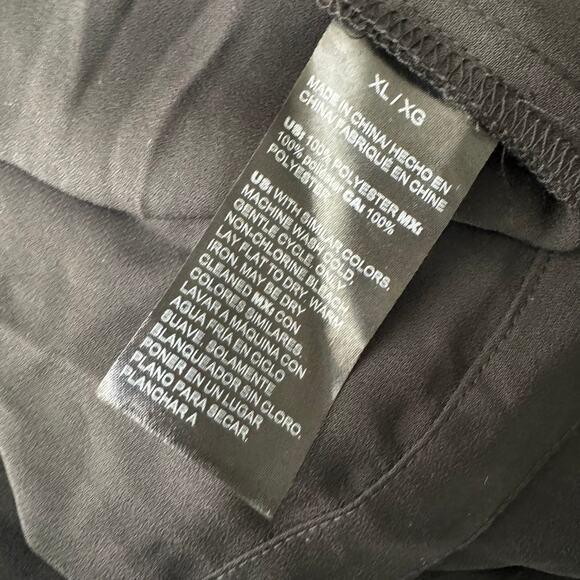 XL / XG
MADE IN CHINA/ HECHO EN
CHINA/ FABRIQUÉ EN CHINE
US: 100% POLYESTER MX:
100% poliéster CA: 100%
POLYESTER
US: WITH SIMILAR COLORS.
MACHINE WASH COLD,
GENTLE CYCLE ONLY
NON-CHLORINE BLEACH
LAY FLAT TO DRY. WARM
IRON. MAY BE DRY
CLEANED MX: CON
COLORES SIMILARES.
LAVAR A MÁQUINA CON
AGUA FRÍA EN CICLO
SUAVE. SOLAMENTE
BLANQUEADOR SIN CLORO.
PONER EN UN LUGAR
PLANO PARA SECAR.
PLANCHAR A